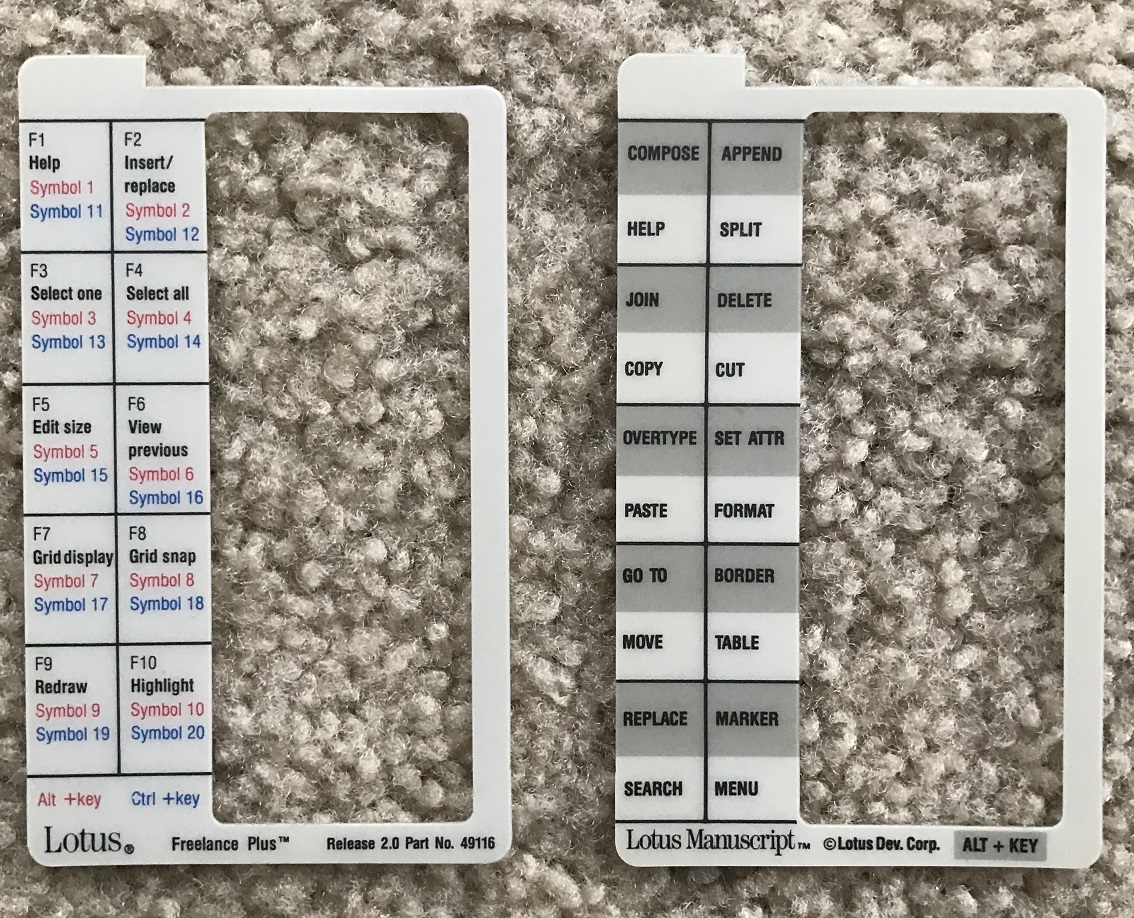 F1
Help
Symbol 1
Symbol 11
F2
Insert/
replace
Symbol 2
Symbol 12
F3
Select one
Symbol 3
Symbol 13
F4
Select all
Symbol 4
Symbol 14
F5
Edit size
Symbol 5
Symbol 15
F6
View
previous
Symbol 6
Symbol 16
F7
Grid display
Symbol 7
Symbol 17
F8
Grid snap
Symbol 8
Symbol 18
F9
Redraw
Symbol 9
Symbol 19
F10
Highlight
Symbol 10
Symbol 20
Alt +key Ctrl +key
Lotus® Freelance Plus™ Release 2.0 Part No. 49116
COMPOSE APPEND
HELP SPLIT
JOIN DELETE
COPY CUT
OVERTYPE SET ATTR
PASTE FORMAT
GO TO BORDER
MOVE TABLE
REPLACE MARKER
SEARCH MENU
Lotus Manuscript™ ©Lotus Dev. Corp. ALT + KEY